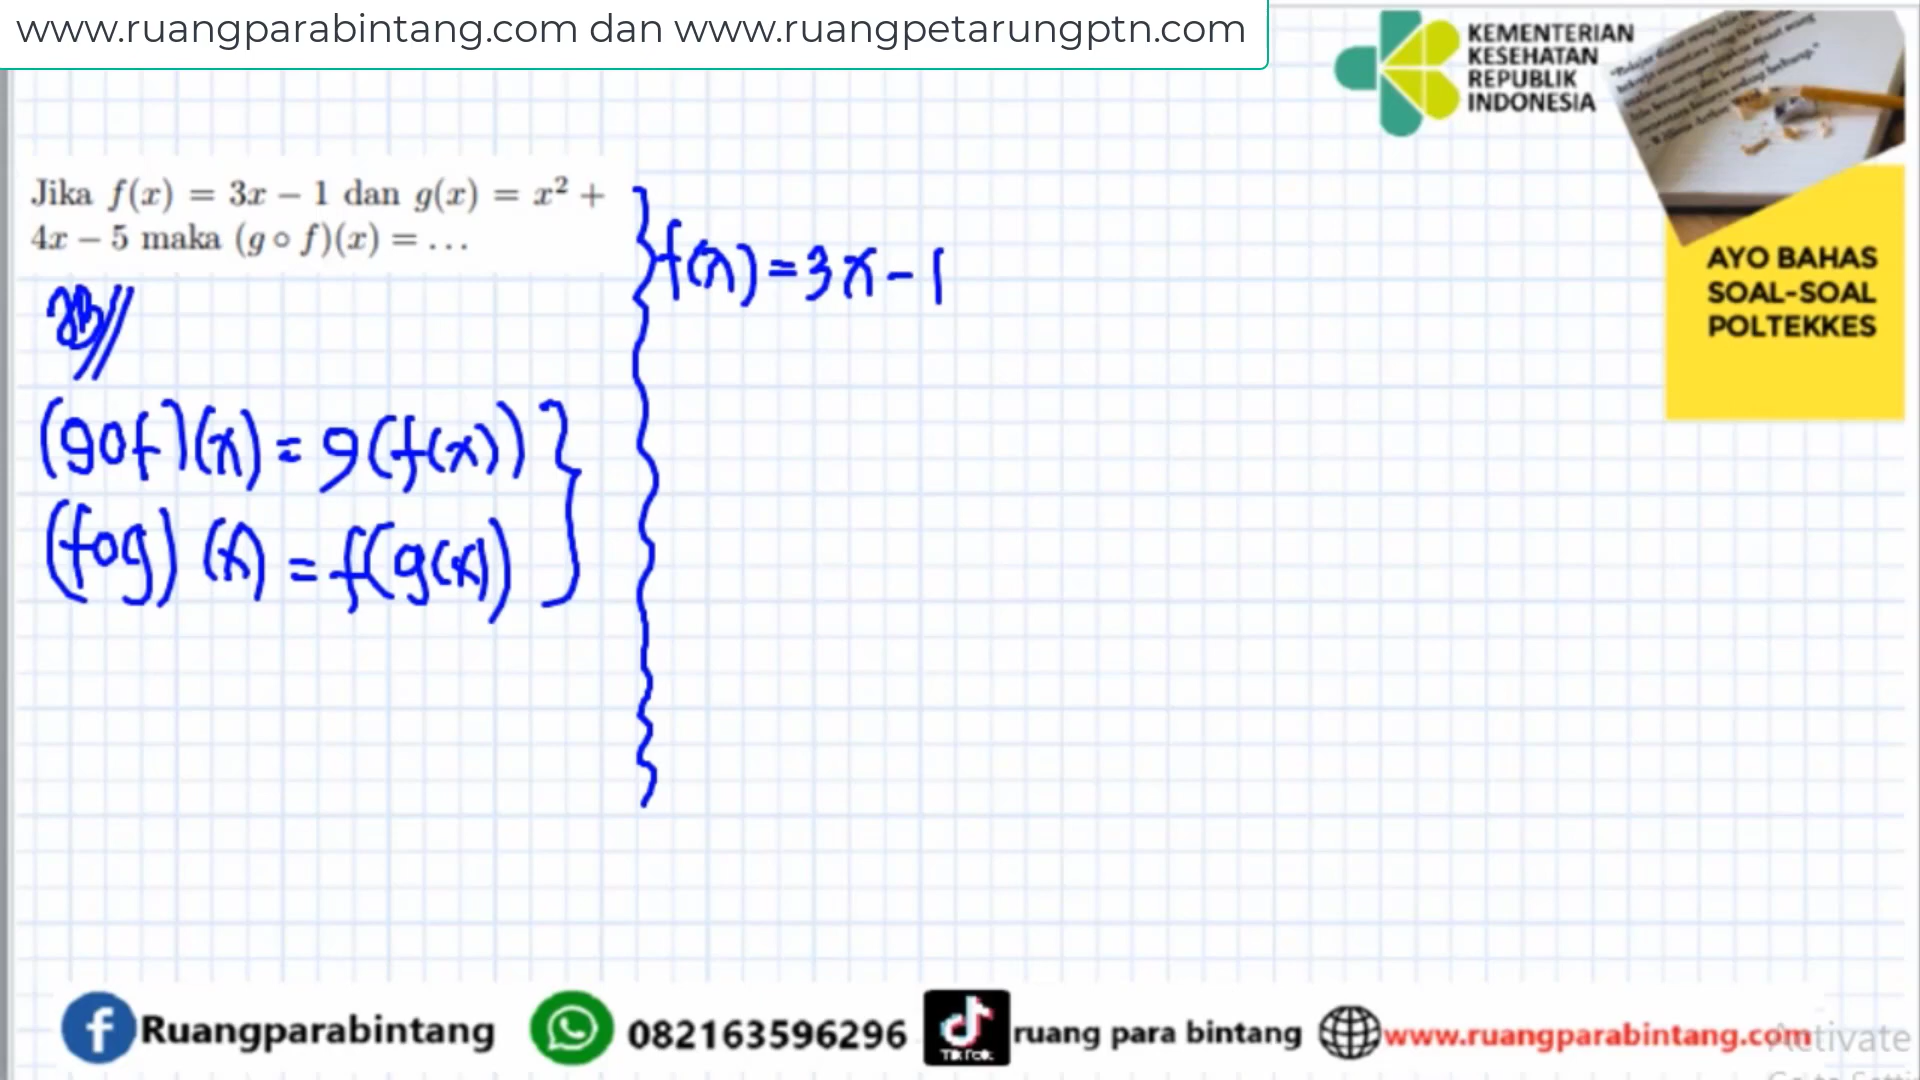 www.ruangparabintang.com dan www.ruangpetarungptn.com
KEMENTERIAN
KESEHATAN
REPUBLIK
INDONESIA
Jika f(x) = 3x − 1 dan g(x) = x² +
4x − 5 maka (g ∘ f)(x) = ...
f(x) = 3x - 1
AYO BAHAS
SOAL-SOAL
POLTEKKES
(gof)(x) = g(f(x))
(fog)(x) = f(g(x))
Ruangparabintang
082163596296
TikTok
ruang para bintang
www.ruangparabintang.com